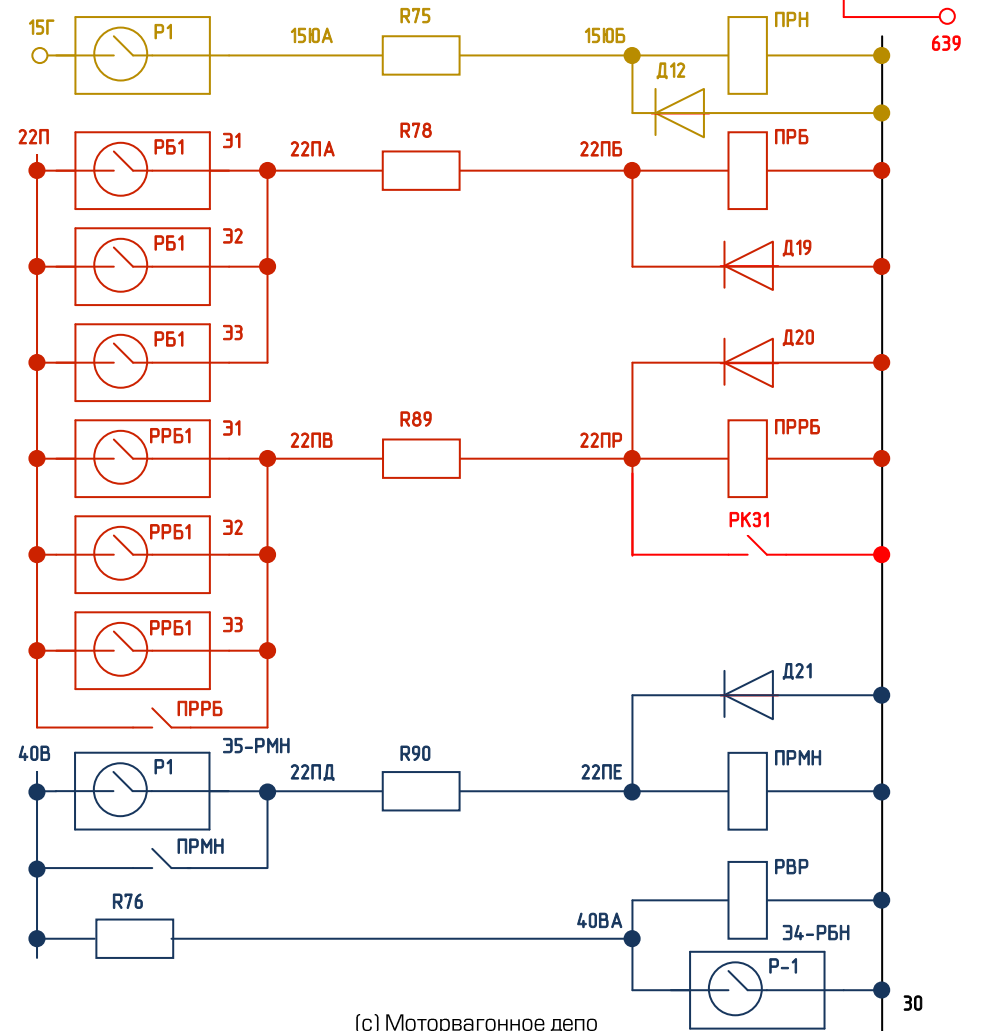 639
15Г Р1 15ЮА R75 15ЮБ Д12 ПРН
22П РБ1 Э1 22ПА R78 22ПБ ПРБ
РБ1 Э2 Д19
РБ1 Э3 Д20
РРБ1 Э1 22ПВ R89 22ПР ПРРБ
РРБ1 Э2 РКЗ1
РРБ1 Э3
ПРРБ Д21
40В Р1 Э5-РМН 22ПД R90 22ПЕ ПРМН
ПРМН
R76 40ВА РВР
Э4-РБН
Р-1
30
(с) Моторвагонное депо